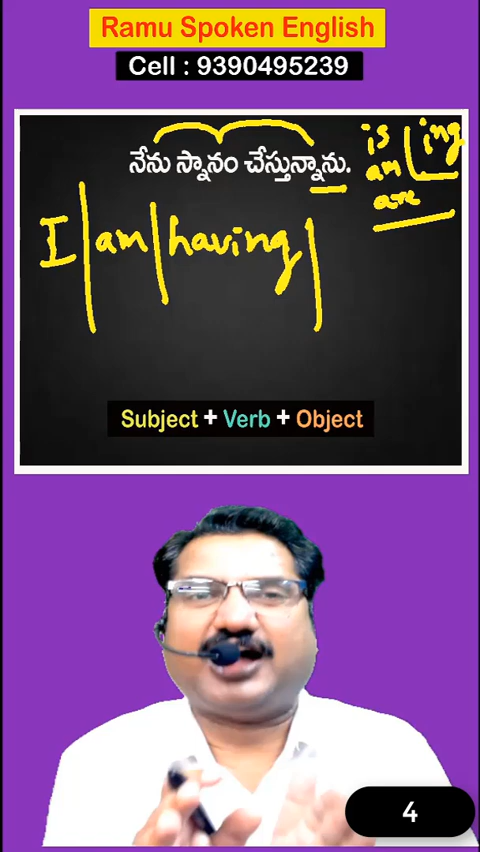 Ramu Spoken English
Cell : 9390495239
నేను స్నానం చేస్తున్నాను.
is
am
are
ing
I am having
Subject + Verb + Object
4